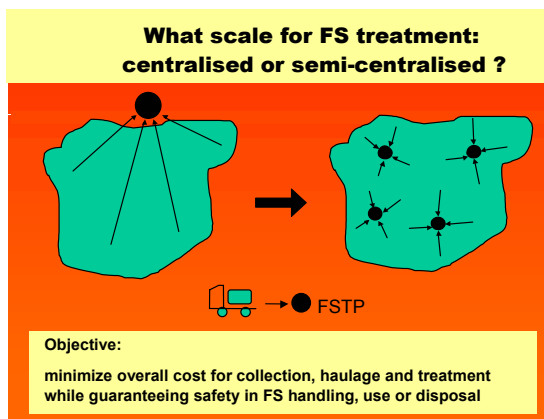 What scale for FS treatment:
centralised or semi-centralised ?
FSTP
Objective:
minimize overall cost for collection, haulage and treatment
while guaranteeing safety in FS handling, use or disposal